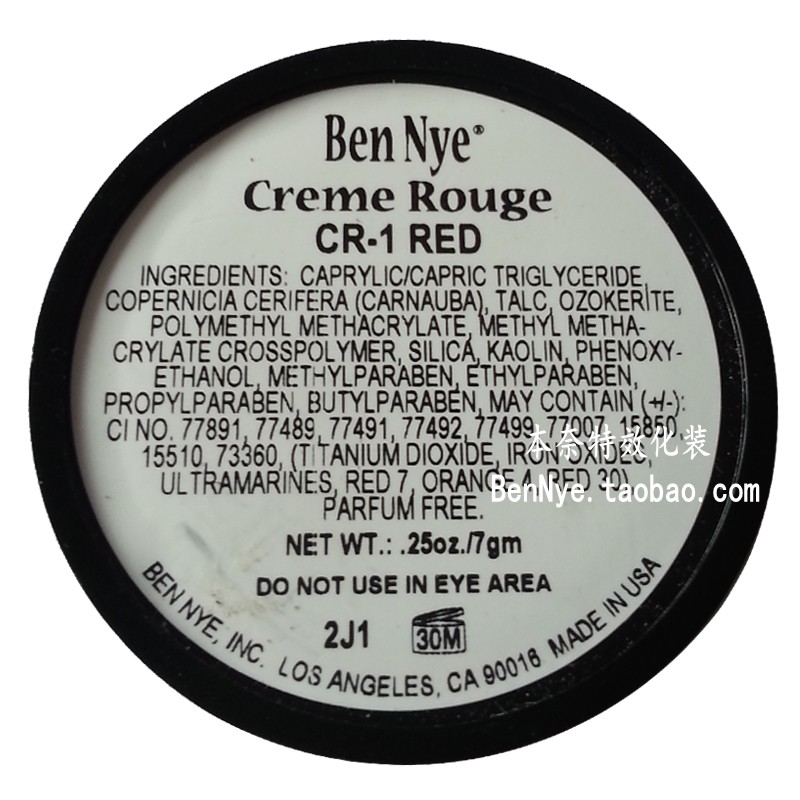 Ben Nye®
Creme Rouge
CR-1 RED
INGREDIENTS: CAPRYLIC/CAPRIC TRIGLYCERIDE,
COPERNICIA CERIFERA (CARNAUBA), TALC, OZOKERITE,
POLYMETHYL METHACRYLATE, METHYL METHA-
CRYLATE CROSSPOLYMER, SILICA, KAOLIN, PHENOXY-
ETHANOL, METHYLPARABEN, ETHYLPARABEN,
PROPYLPARABEN, BUTYLPARABEN, MAY CONTAIN (+/-):
CI NO. 77891, 77489, 77491, 77492, 77499, 77007, 15850,
本奈特效化装
15510, 73360, (TITANIUM DIOXIDE, IRON OXIDES,
ULTRAMARINES, RED 7, ORANGE 4, RED 30)
BenNye.taobao.com
PARFUM FREE.
NET WT.: .25oz./7gm
DO NOT USE IN EYE AREA
2J1 30M
BEN NYE, INC. LOS ANGELES, CA 90016 MADE IN USA